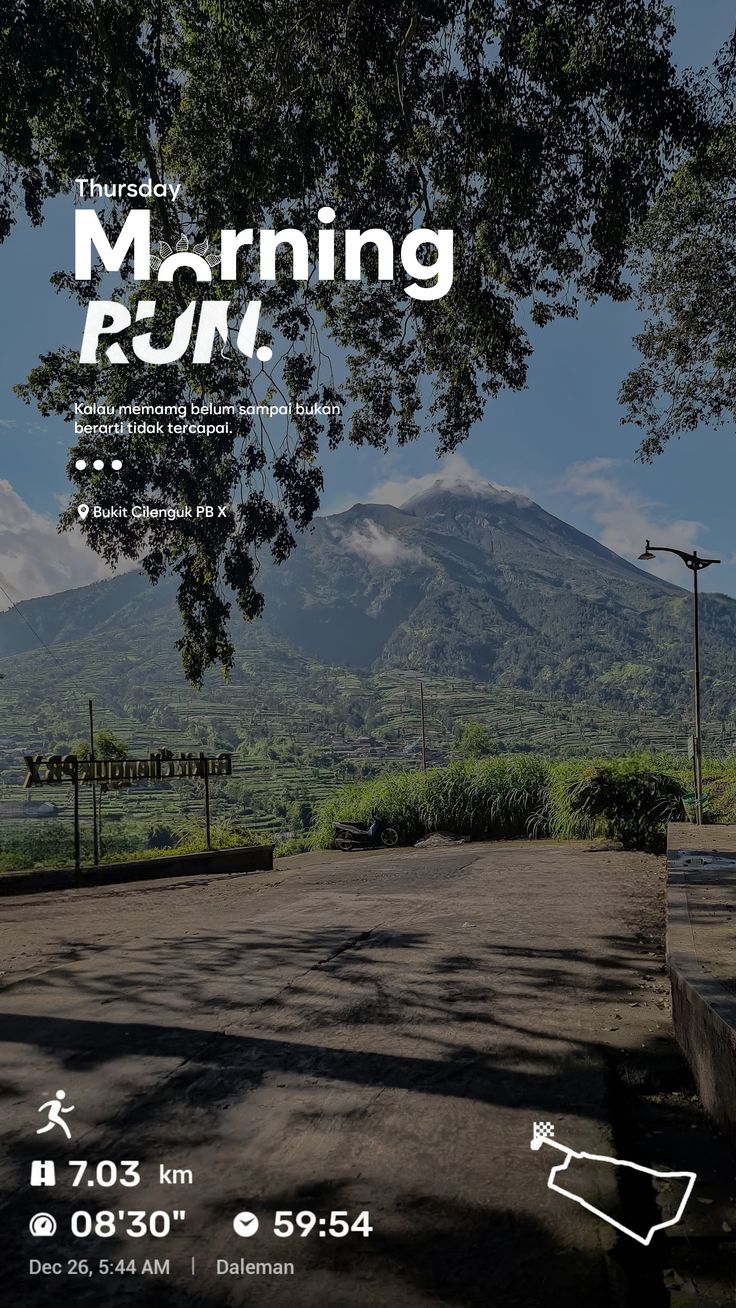 Thursday
Morning
RUN.
Kalau memamg belum sampai bukan
berarti tidak tercapai.
Bukit Cilenguk PB X
Bukit Cilenguk PB X
7.03 km
08'30" 59:54
Dec 26, 5:44 AM | Daleman